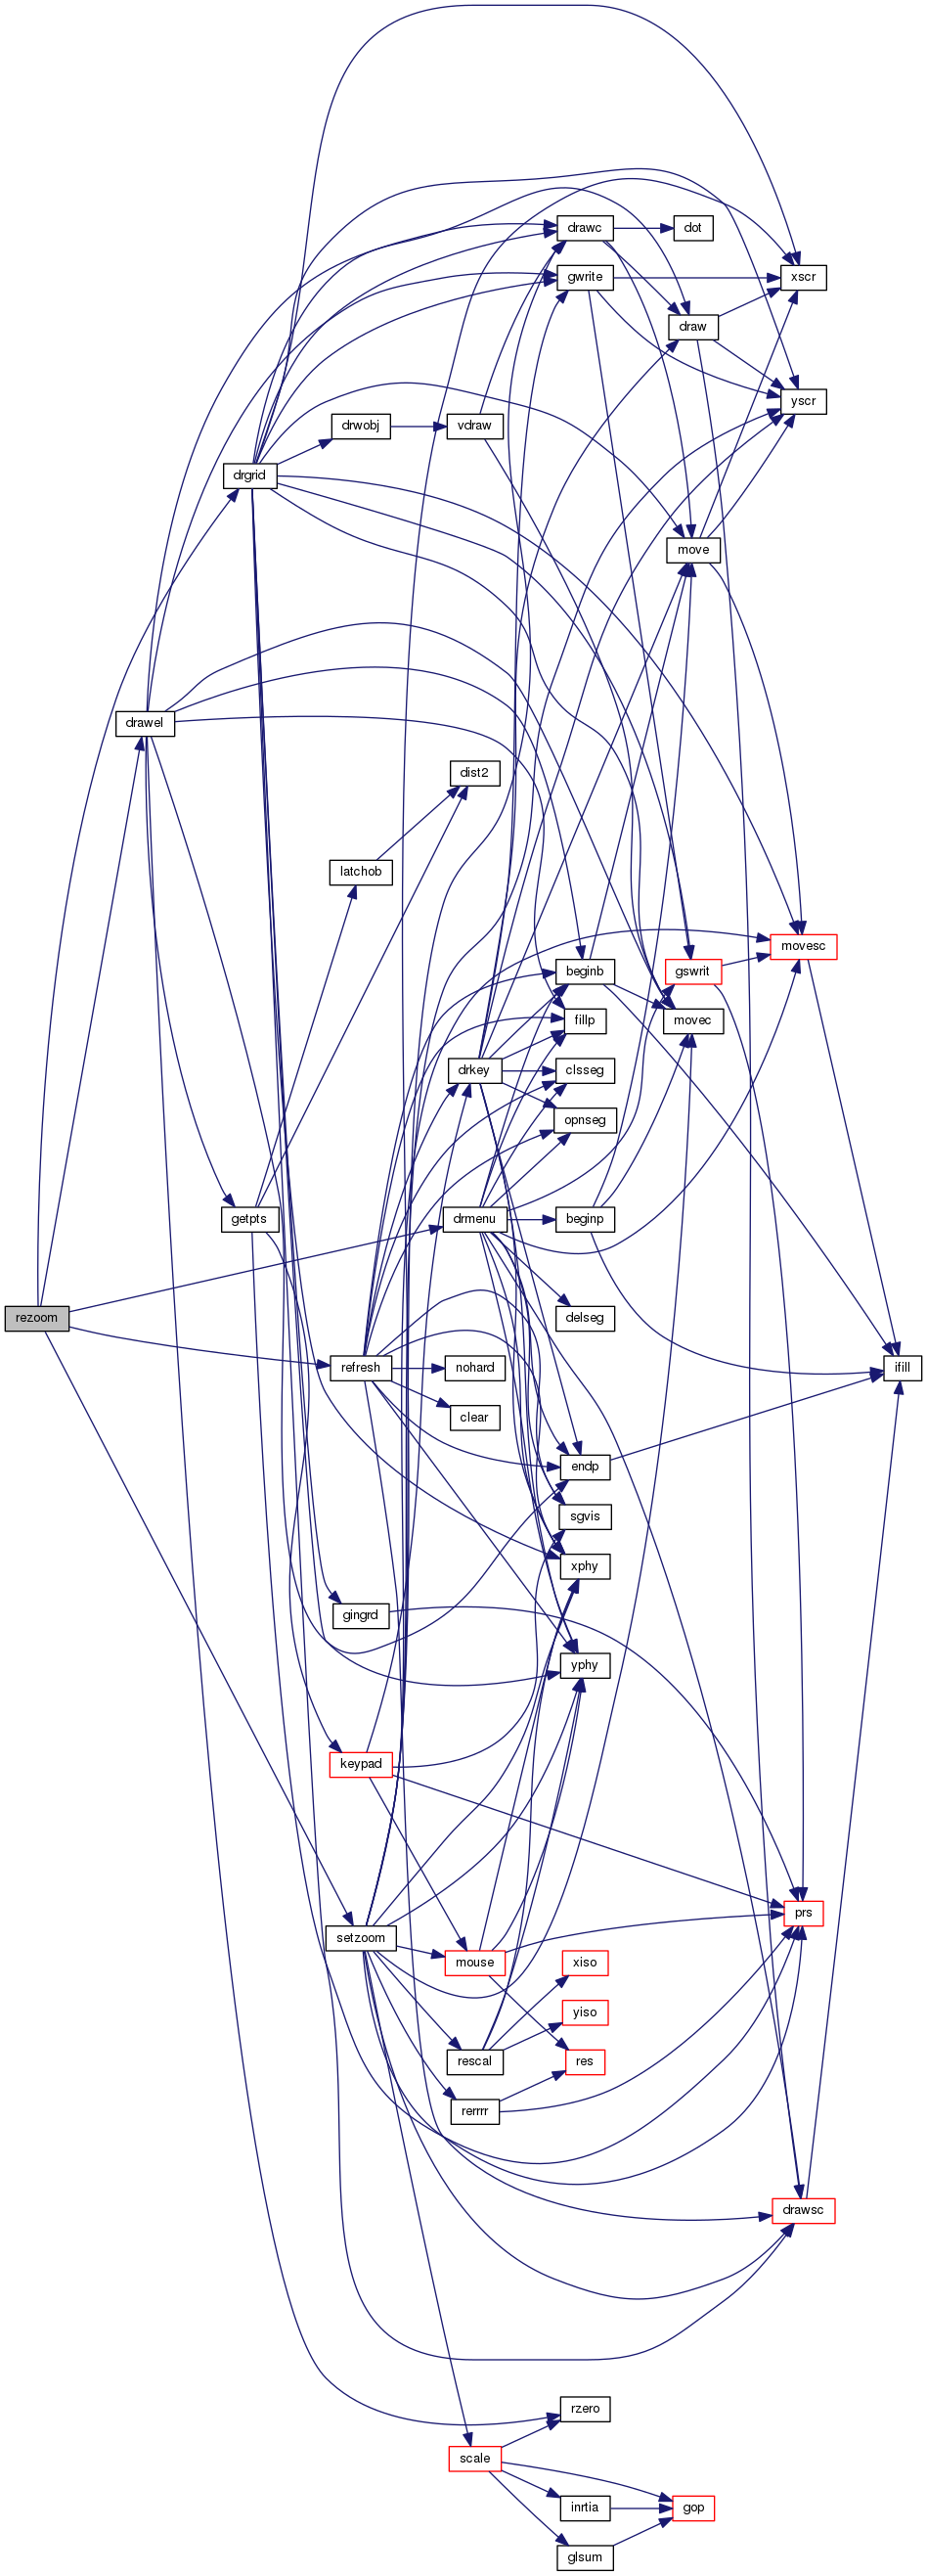 drawc
dot
gwrite
xscr
draw
yscr
drwobj
vdraw
drgrid
move
drawel
dist2
latchob
movesc
beginb
gswrit
fillp
movec
drkey
clsseg
opnseg
getpts
drmenu
beginp
rezoom
delseg
refresh
nohard
ifill
clear
endp
sgvis
xphy
gingrd
yphy
keypad
prs
setzoom
mouse
xiso
yiso
rescal
res
rerrrr
drawsc
rzero
scale
inrtia
gop
glsum